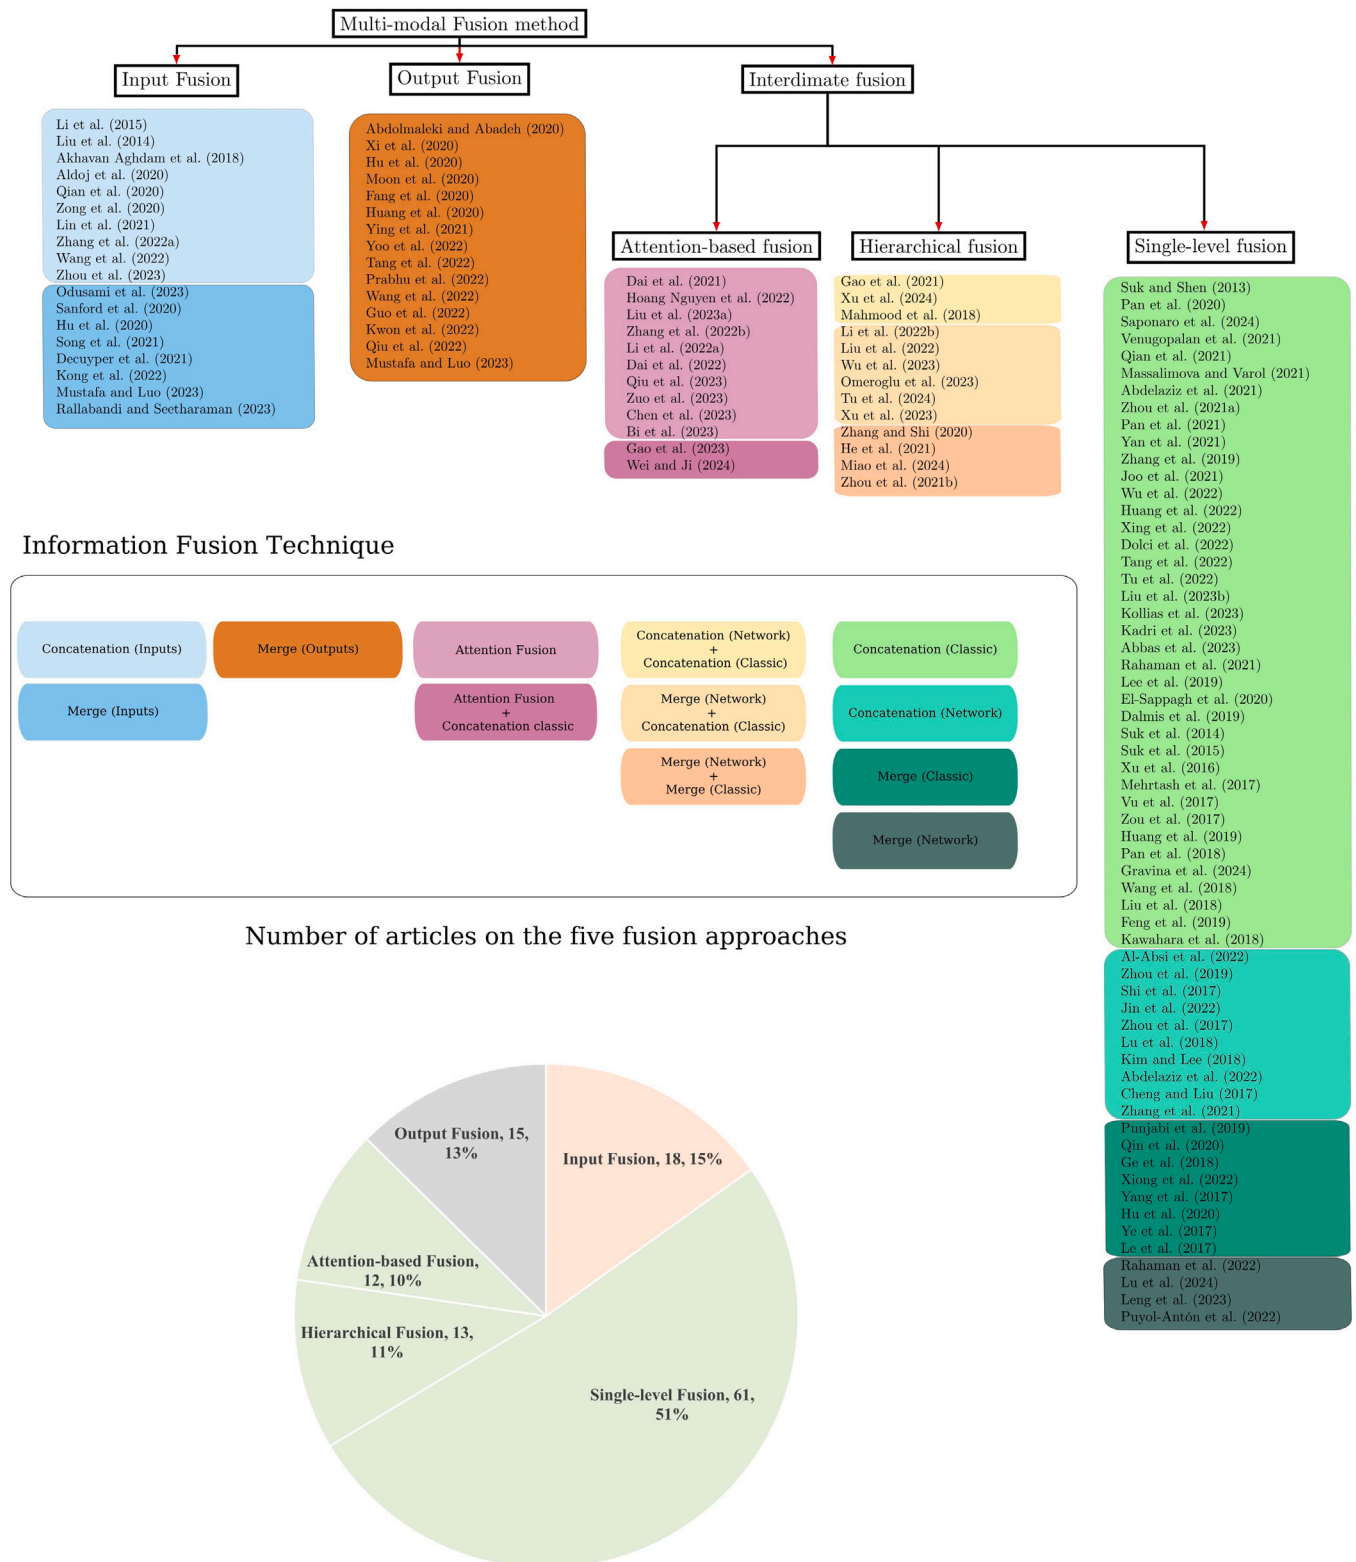 Multi-modal Fusion method
Input Fusion
Output Fusion
Interdimate fusion
Li et al. (2015)
Liu et al. (2014)
Akhavan Aghdam et al. (2018)
Aldoj et al. (2020)
Qian et al. (2020)
Zong et al. (2020)
Lin et al. (2021)
Zhang et al. (2022a)
Wang et al. (2022)
Zhou et al. (2023)
Odusami et al. (2023)
Sanford et al. (2020)
Hu et al. (2020)
Song et al. (2021)
Decuyper et al. (2021)
Kong et al. (2022)
Mustafa and Luo (2023)
Rallabandi and Seetharaman (2023)
Abdolmaleki and Abadeh (2020)
Xi et al. (2020)
Hu et al. (2020)
Moon et al. (2020)
Fang et al. (2020)
Huang et al. (2020)
Ying et al. (2021)
Yoo et al. (2022)
Tang et al. (2022)
Prabhu et al. (2022)
Wang et al. (2022)
Guo et al. (2022)
Kwon et al. (2022)
Qiu et al. (2022)
Mustafa and Luo (2023)
Attention-based fusion
Dai et al. (2021)
Hoang Nguyen et al. (2022)
Liu et al. (2023a)
Zhang et al. (2022b)
Li et al. (2022a)
Dai et al. (2022)
Qiu et al. (2023)
Zuo et al. (2023)
Chen et al. (2023)
Bi et al. (2023)
Gao et al. (2023)
Wei and Ji (2024)
Hierarchical fusion
Gao et al. (2021)
Xu et al. (2024)
Mahmood et al. (2018)
Li et al. (2022b)
Liu et al. (2022)
Wu et al. (2023)
Omeroglu et al. (2023)
Tu et al. (2024)
Xu et al. (2023)
Zhang and Shi (2020)
He et al. (2021)
Miao et al. (2024)
Zhou et al. (2021b)
Single-level fusion
Suk and Shen (2013)
Pan et al. (2020)
Saponaro et al. (2024)
Venugopalan et al. (2021)
Qian et al. (2021)
Massalimova and Varol (2021)
Abdelaziz et al. (2021)
Zhou et al. (2021a)
Pan et al. (2021)
Yan et al. (2021)
Zhang et al. (2019)
Joo et al. (2021)
Wu et al. (2022)
Huang et al. (2022)
Xing et al. (2022)
Dolci et al. (2022)
Tang et al. (2022)
Tu et al. (2022)
Liu et al. (2023b)
Kollias et al. (2023)
Kadri et al. (2023)
Abbas et al. (2023)
Rahaman et al. (2021)
Lee et al. (2019)
El-Sappagh et al. (2020)
Dalmis et al. (2019)
Suk et al. (2014)
Suk et al. (2015)
Xu et al. (2016)
Mehrtash et al. (2017)
Vu et al. (2017)
Zou et al. (2017)
Huang et al. (2019)
Pan et al. (2018)
Gravina et al. (2024)
Wang et al. (2018)
Liu et al. (2018)
Feng et al. (2019)
Kawahara et al. (2018)
Al-Absi et al. (2022)
Zhou et al. (2019)
Shi et al. (2017)
Jin et al. (2022)
Zhou et al. (2017)
Lu et al. (2018)
Kim and Lee (2018)
Abdelaziz et al. (2022)
Cheng and Liu (2017)
Zhang et al. (2021)
Punjabi et al. (2019)
Qin et al. (2020)
Ge et al. (2018)
Xiong et al. (2022)
Yang et al. (2017)
Hu et al. (2020)
Ye et al. (2017)
Le et al. (2017)
Rahaman et al. (2022)
Lu et al. (2024)
Leng et al. (2023)
Puyol-Antón et al. (2022)
Information Fusion Technique
Concatenation (Inputs)
Merge (Inputs)
Merge (Outputs)
Attention Fusion
Attention Fusion
+
Concatenation classic
Concatenation (Network)
+
Concatenation (Classic)
Merge (Network)
+
Concatenation (Classic)
Merge (Network)
+
Merge (Classic)
Concatenation (Classic)
Concatenation (Network)
Merge (Classic)
Merge (Network)
Number of articles on the five fusion approaches
Output Fusion, 15,
13%
Input Fusion, 18, 15%
Attention-based Fusion,
12, 10%
Hierarchical Fusion, 13,
11%
Single-level Fusion, 61,
51%